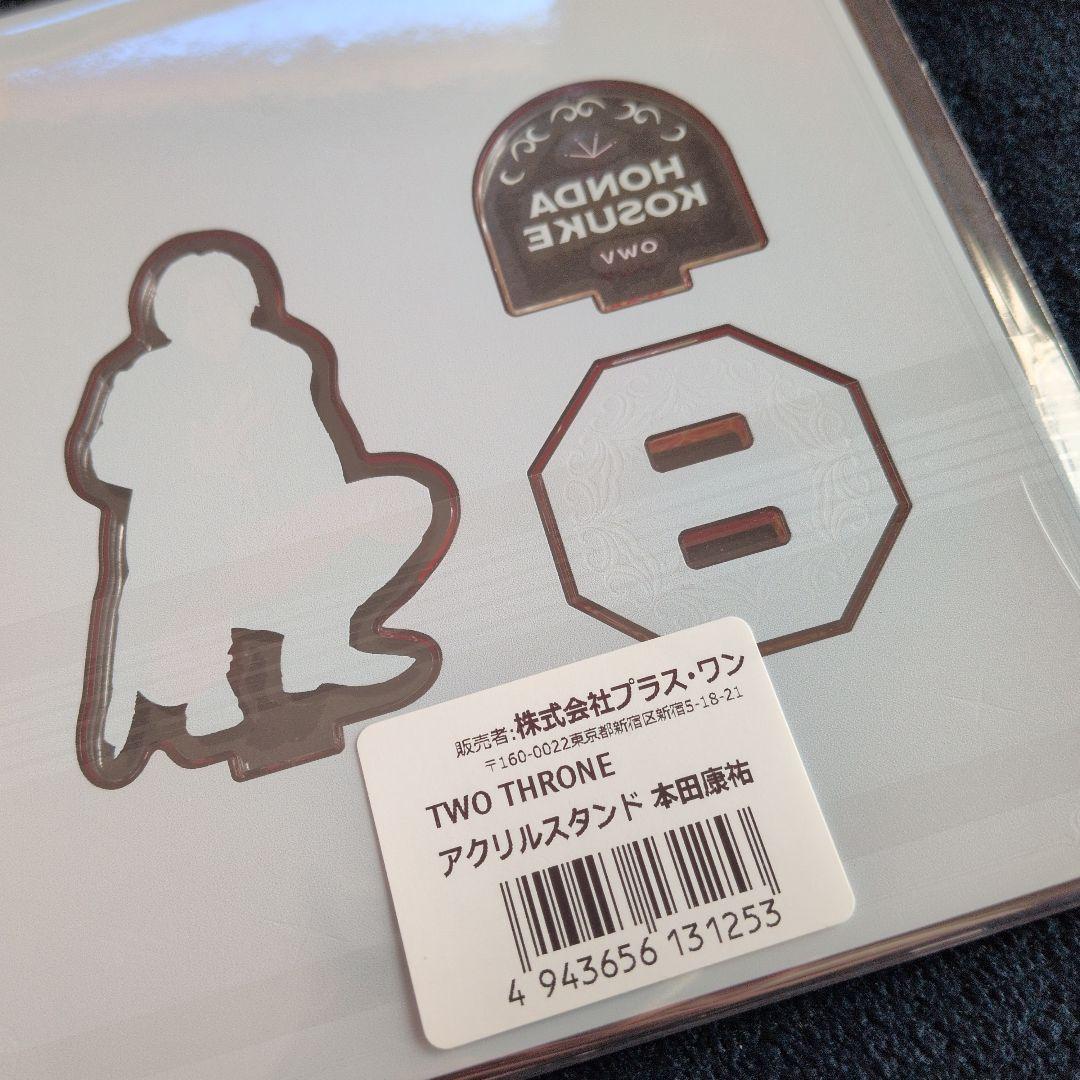 HONDA
KOSUKE
OWV
販売者:株式会社プラス・ワン
〒160-0022東京都新宿区新宿5-18-21
TWO THRONE
アクリルスタンド 本田康祐
4 943656 131253